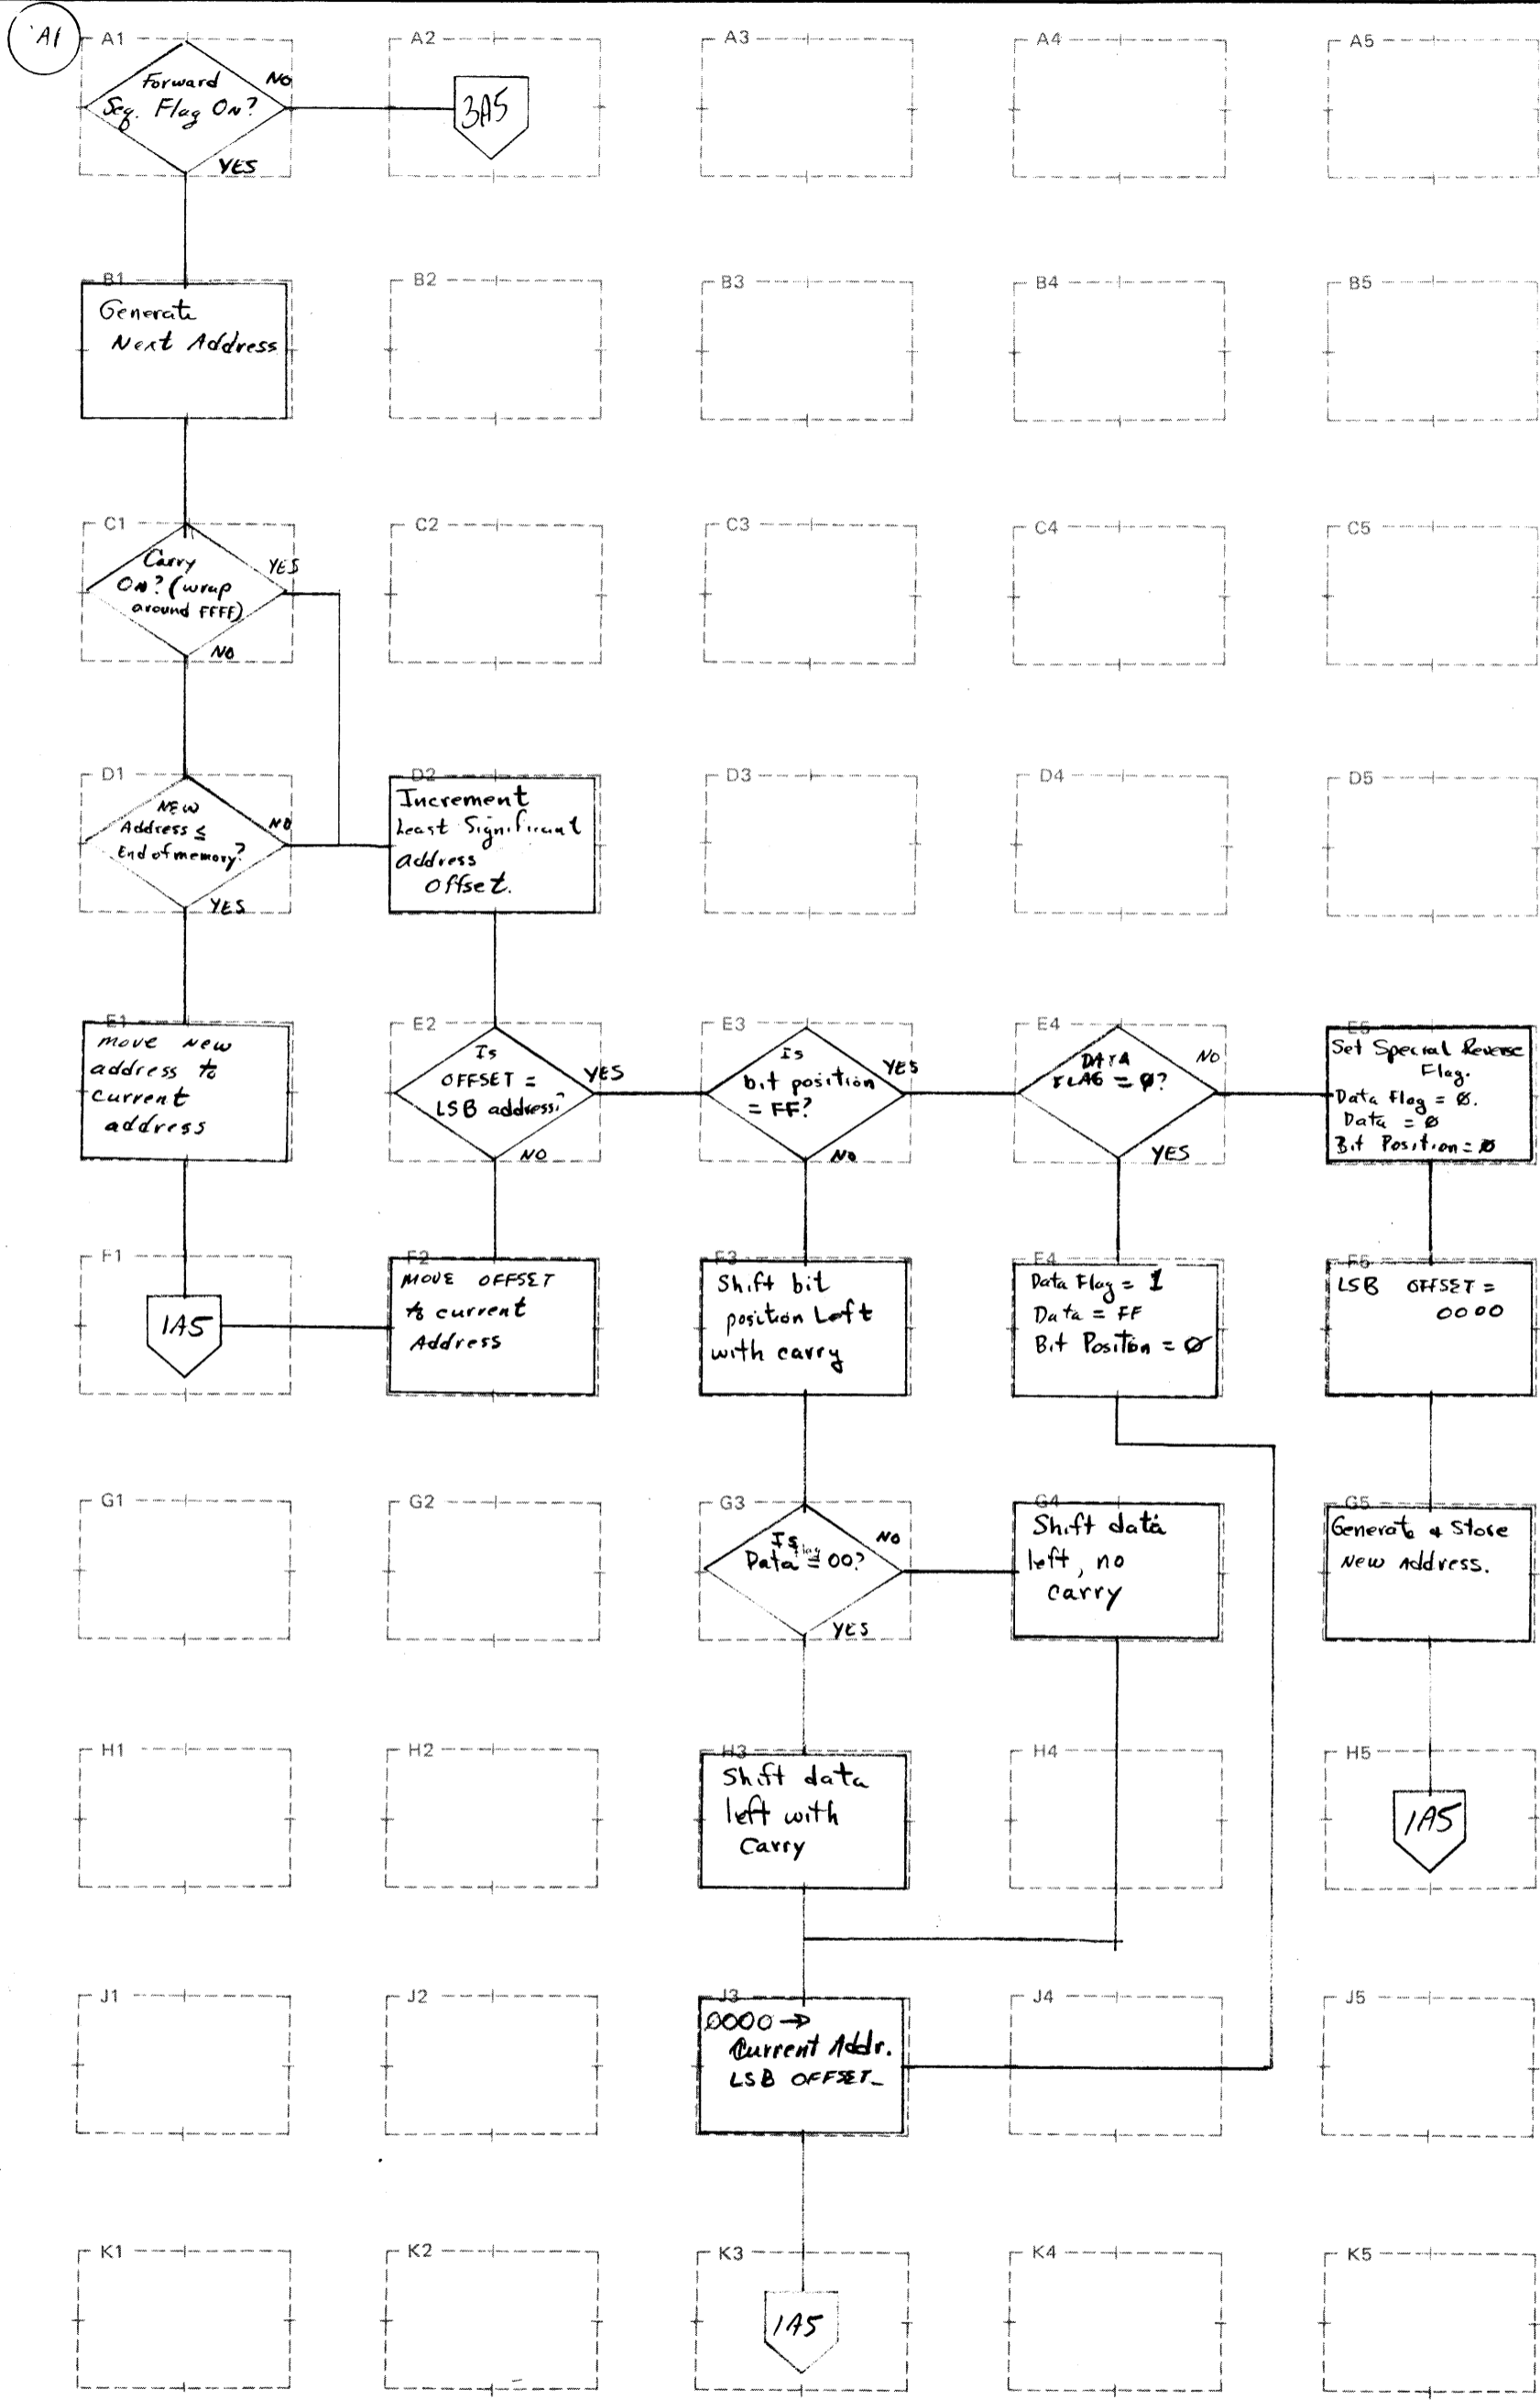 A1
A1
Forward
Seq. Flag ON?
NO
YES
A2
3A5
A3
A4
A5
B1
Generate
Next Address
B2
B3
B4
B5
C1
Carry
ON? (wrap
around FFFF)
YES
NO
C2
C3
C4
C5
D1
NEW
Address ≤
End of memory?
NO
YES
D2
Increment
Least Significant
address
offset.
D3
D4
D5
E1
move new
address to
current
address
E2
Is
OFFSET =
LSB address?
YES
NO
E3
Is
bit position
= FF?
YES
NO
E4
DATA
FLAG = Ø?
NO
YES
E5
Set Special Reverse
Flag.
Data Flag = Ø.
Data = Ø
Bit Position = Ø
F1
1A5
F2
MOVE OFFSET
to current
Address
F3
Shift bit
position Left
with carry
F4
Data Flag = 1
Data = FF
Bit Position = Ø
F5
LSB OFFSET =
0000
G1
G2
G3
Is
flag
Data = 00?
NO
YES
G4
Shift data
left, no
carry
G5
Generate & Store
New Address.
H1
H2
H3
Shift data
left with
Carry
H4
H5
1A5
J1
J2
J3
0000 →
Current Addr.
LSB OFFSET_
J4
J5
K1
K2
K3
1A5
K4
K5